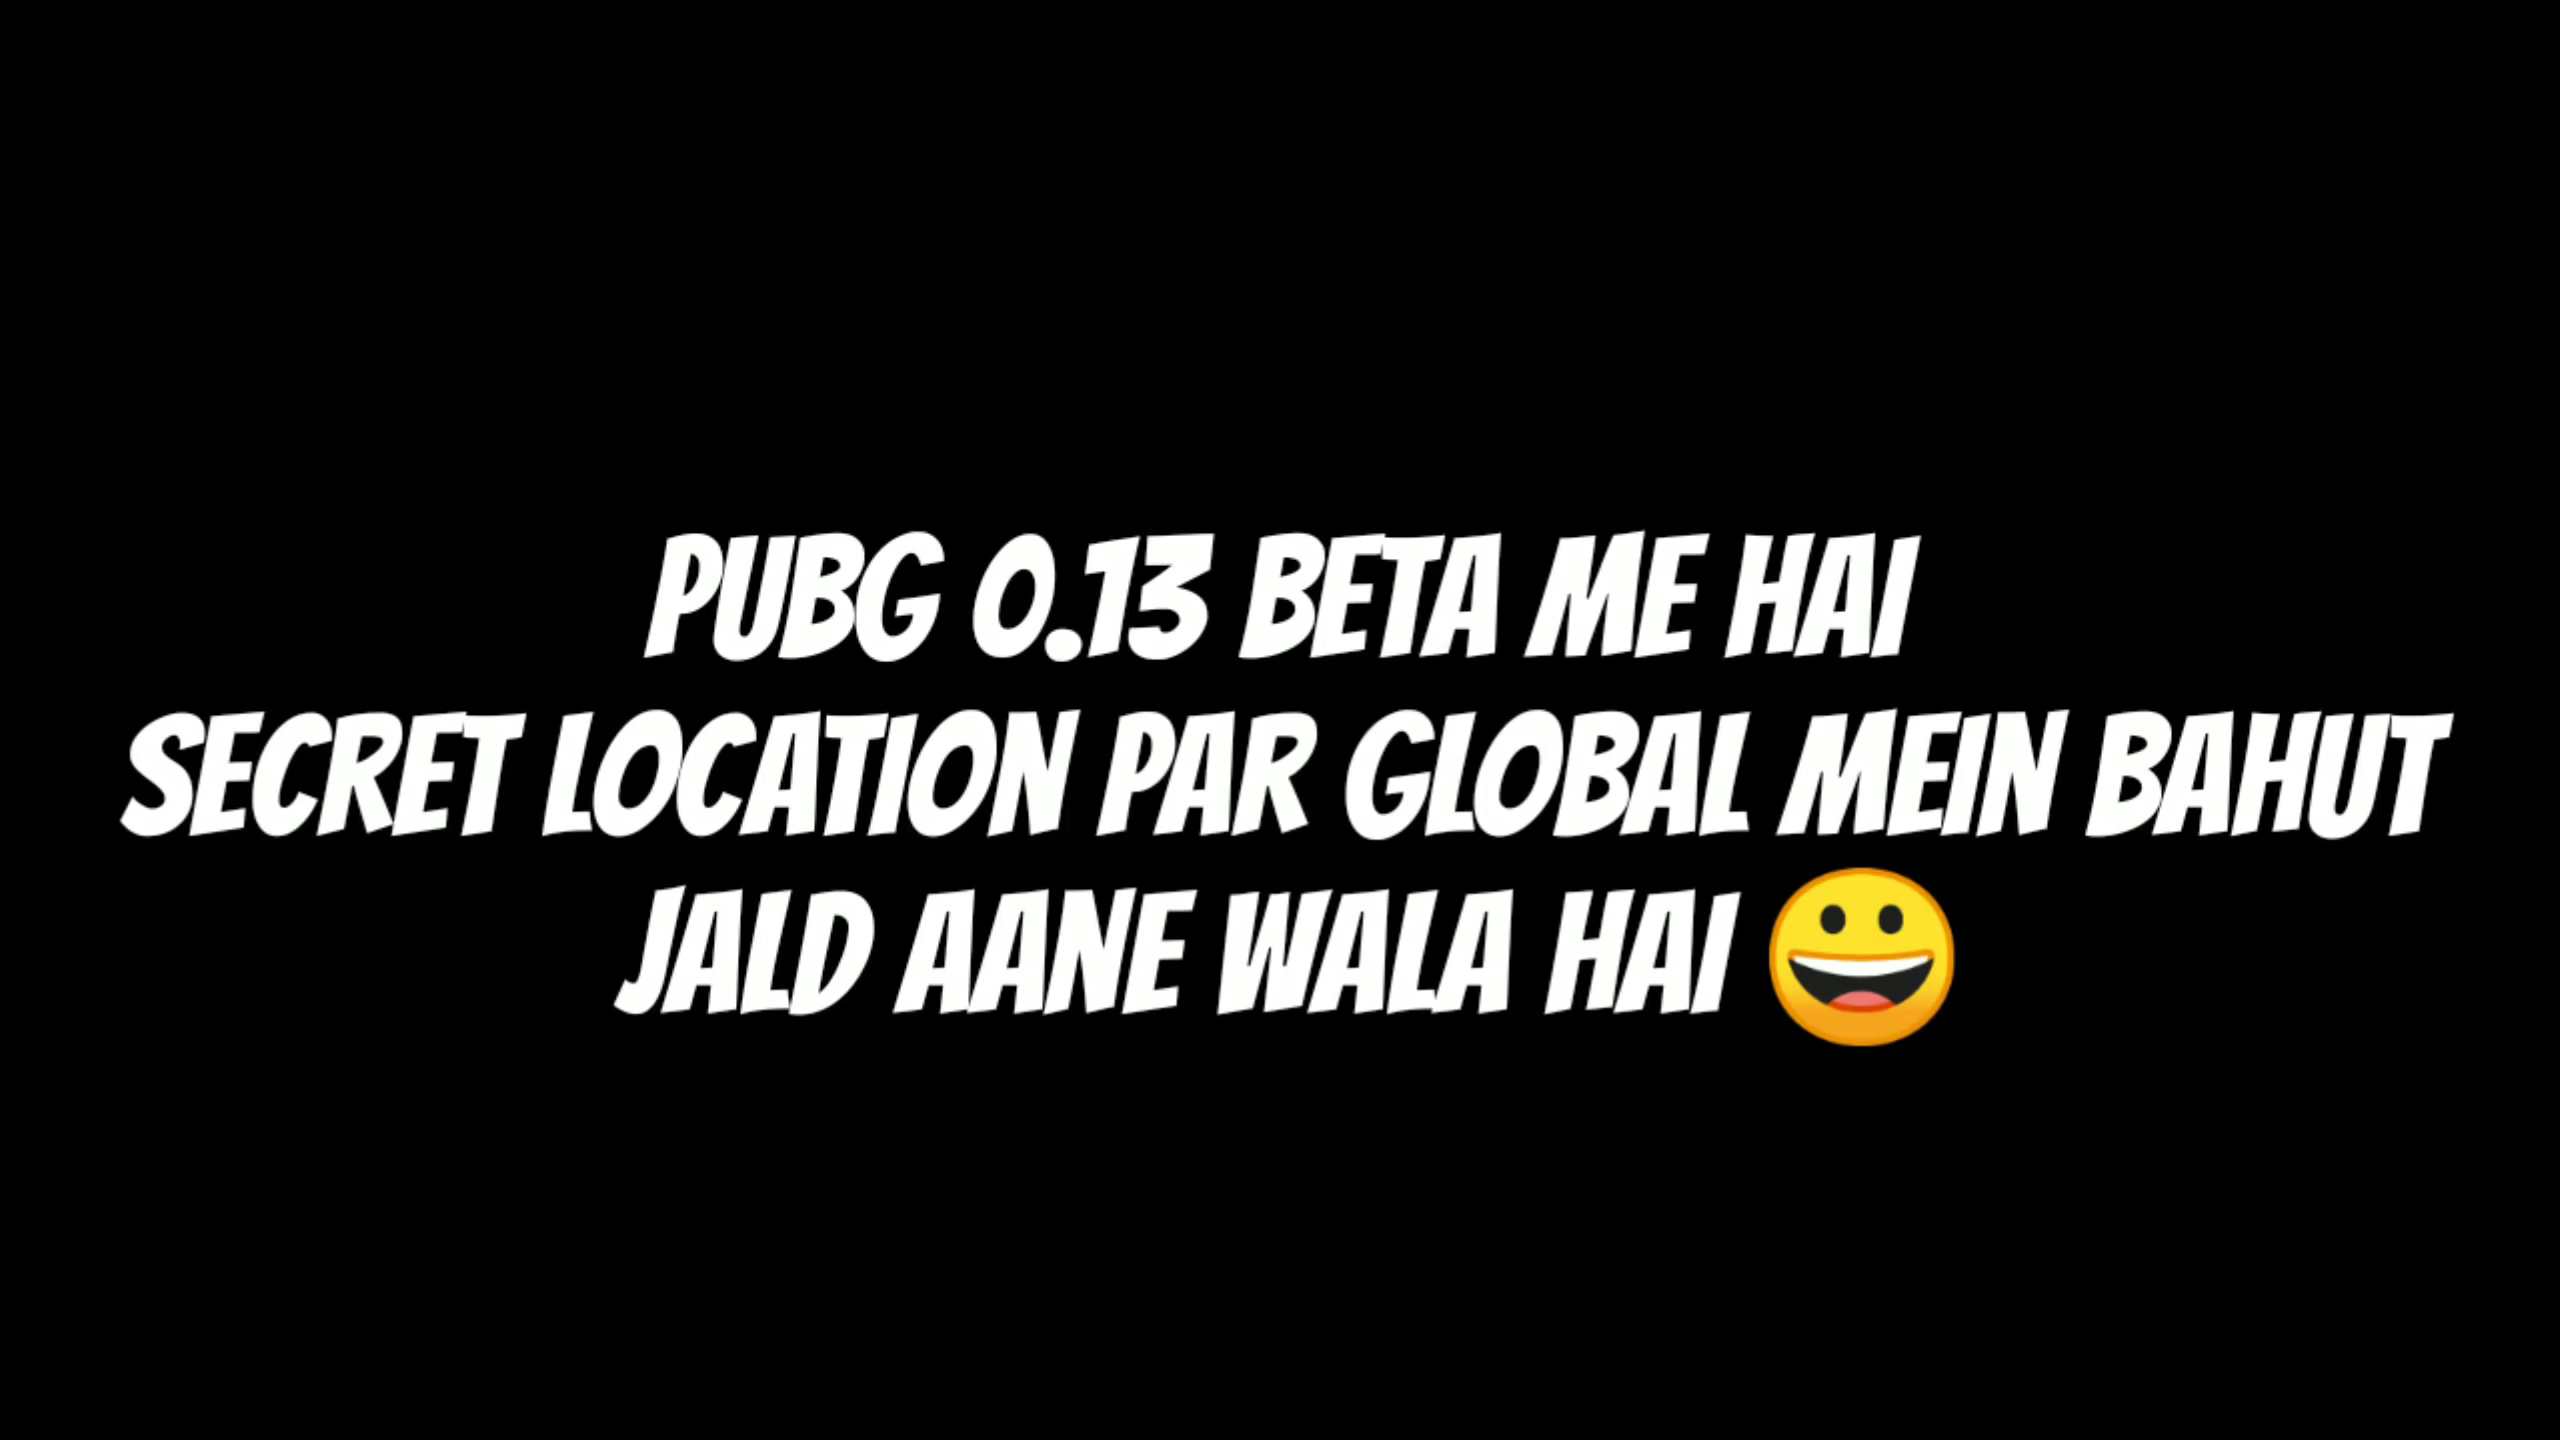 PUBG 0.13 BETA ME HAI
SECRET LOCATION PAR GLOBAL MEIN BAHUT
JALD AANE WALA HAI 😀